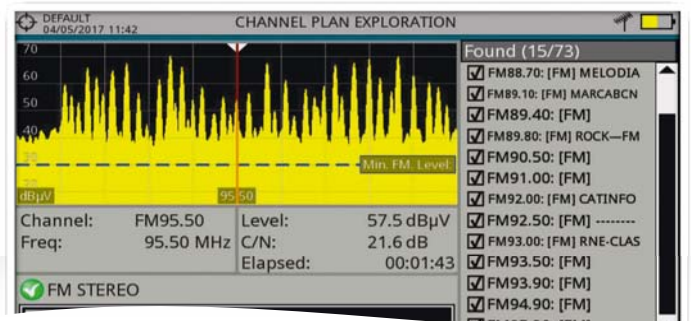 DEFAULT
04/05/2017 11:42
CHANNEL PLAN EXPLORATION
70
60
50
40
Min. FM. Level:
dBµV
95 50
Channel: FM95.50
Freq: 95.50 MHz
Level: 57.5 dBµV
C/N: 21.6 dB
Elapsed: 00:01:43
FM STEREO
Found (15/73)
FM88.70: [FM] MELODIA
FM89.10: [FM] MARCABCN
FM89.40: [FM]
FM89.80: [FM] ROCK—FM
FM90.50: [FM]
FM91.00: [FM]
FM92.00: [FM] CATINFO
FM92.50: [FM] --------
FM93.00: [FM] RNE-CLAS
FM93.50: [FM]
FM93.90: [FM]
FM94.90: [FM]